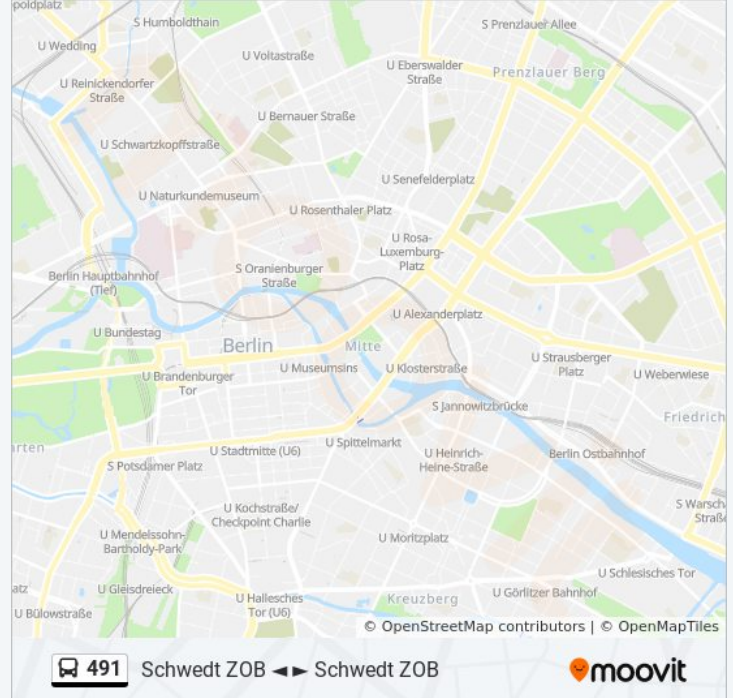 poldplatz
S Humboldthain
S Prenzlauer Allee
U Wedding
U Voltastraße
U Eberswalder
Straße
Prenzlauer Berg
U Reinickendorfer
Straße
U Bernauer Straße
U Schwartzkopffstraße
U Senefelderplatz
U Naturkundemuseum
U Rosenthaler Platz
U Rosa-
Luxemburg-
Platz
Berlin Hauptbahnhof
(Tief)
S Oranienburger
Straße
U Alexanderplatz
U Bundestag
Berlin
Mitte
U Strausberger
Platz
U Museumsinsel
U Klosterstraße
U Weberwiese
U Brandenburger
Tor
S Jannowitzbrücke
Friedrich
U Spittelmarkt
arten
U Stadtmitte (U6)
U Heinrich-
Heine-Straße
Berlin Ostbahnhof
S Potsdamer Platz
S Warsch
Straße
U Kochstraße/
Checkpoint Charlie
U Mendelssohn-
Bartholdy-Park
U Moritzplatz
U Schlesisches Tor
atz
U Gleisdreieck
U Görlitzer Bahnhof
U Hallesches
Tor (U6)
Kreuzberg
U Bülowstraße
© OpenStreetMap contributors | © OpenMapTiles
491 Schwedt ZOB ◄► Schwedt ZOB
moovit